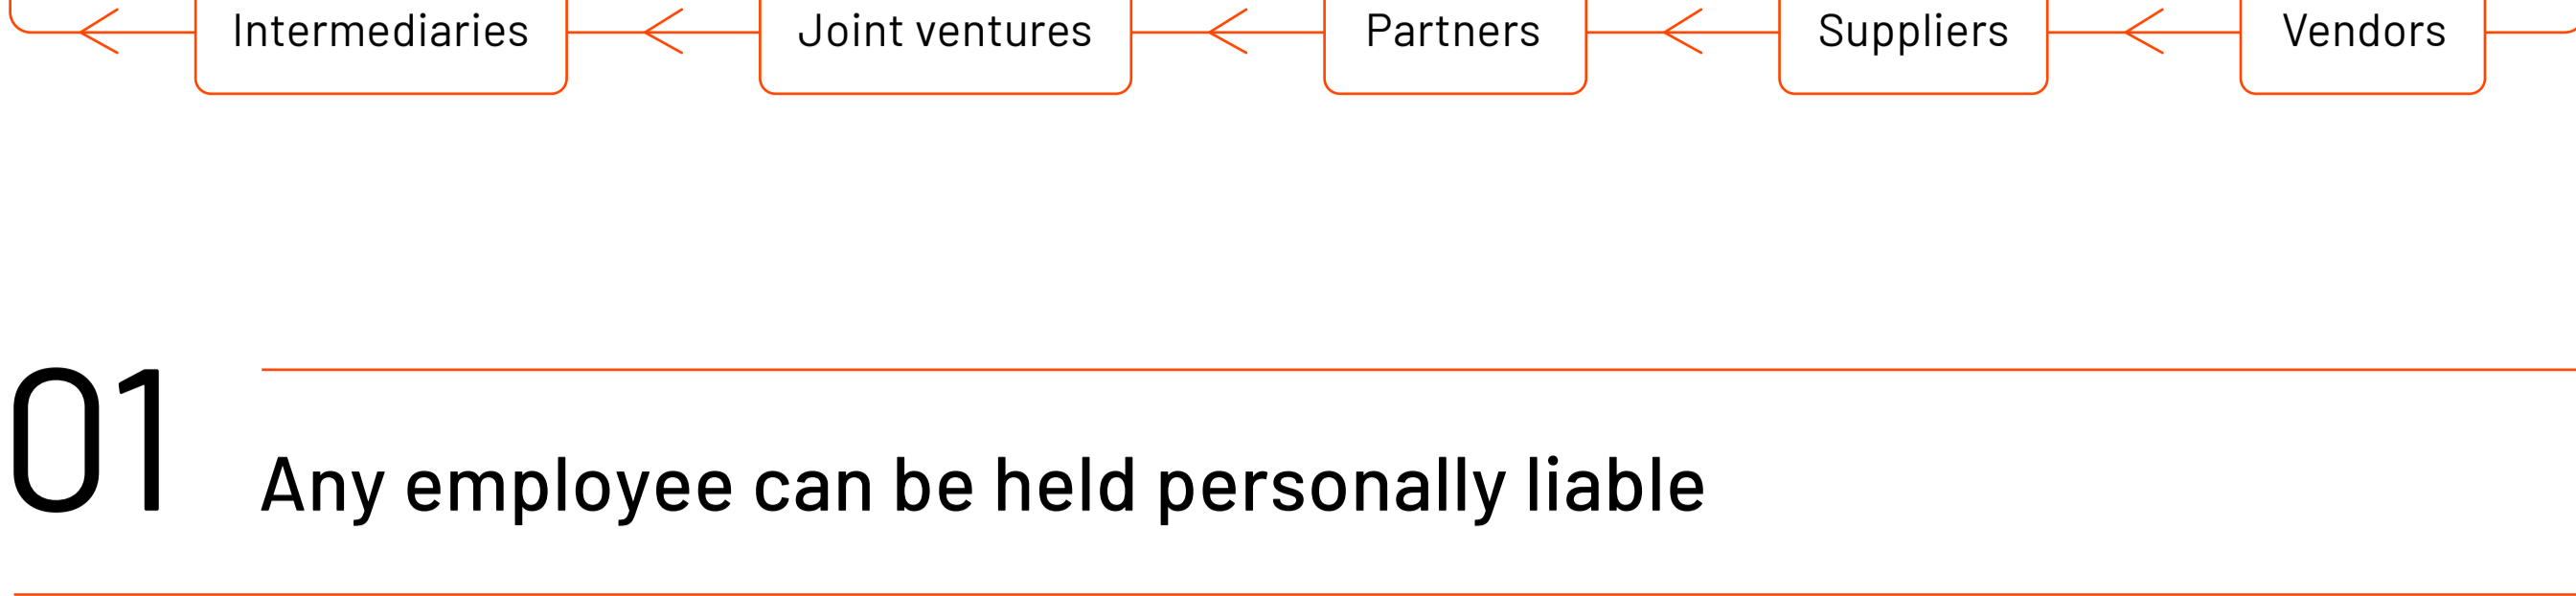 Intermediaries Joint ventures Partners Suppliers Vendors
01 Any employee can be held personally liable